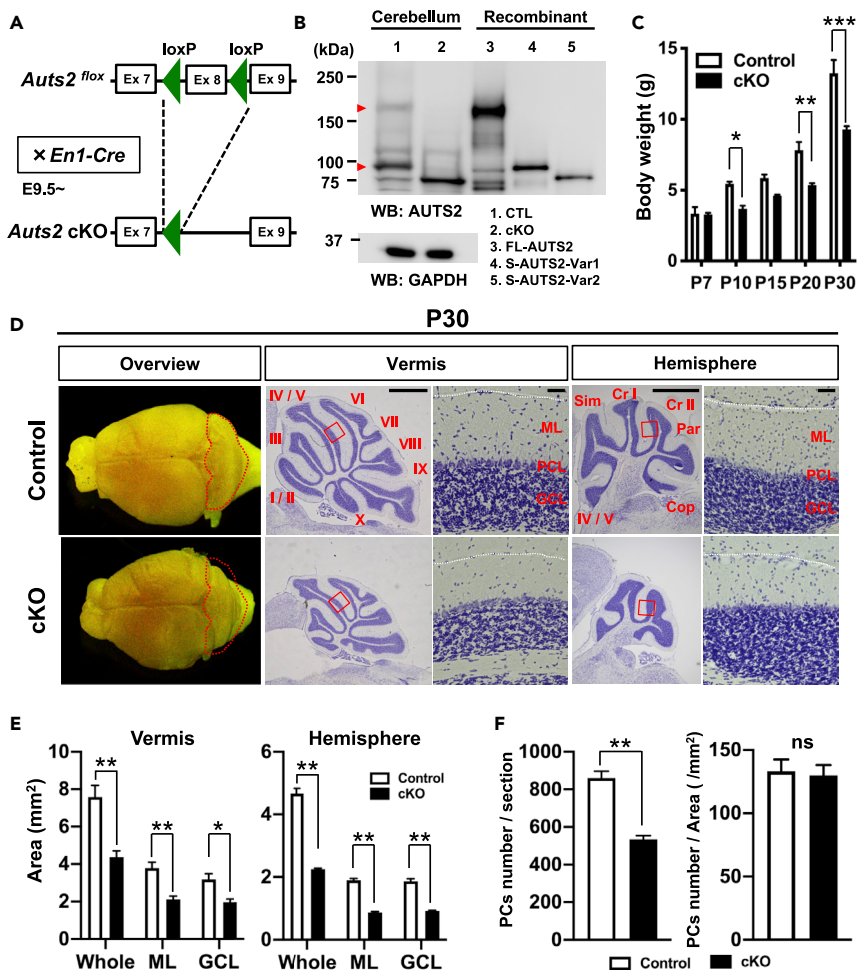 A
loxP loxP
Auts2 flox Ex 7 Ex 8 Ex 9
× En1-Cre
E9.5~
Auts2 cKO Ex 7 Ex 9
B
Cerebellum Recombinant
(kDa) 1 2 3 4 5
250
150
100
75
WB: AUTS2
37
WB: GAPDH
1. CTL
2. cKO
3. FL-AUTS2
4. S-AUTS2-Var1
5. S-AUTS2-Var2
C
Body weight (g)
15
10
5
0
Control
cKO
* ** ***
P7 P10 P15 P20 P30
D
P30
Overview Vermis Hemisphere
Control
IV / V VI VII VIII IX X I / II III
ML
PCL
GCL
Sim Cr I Cr II Par Cop IV / V
ML
PCL
GCL
cKO
E
Vermis
Area (mm²)
8
6
4
2
0
** ** *
Whole ML GCL
Hemisphere
6
4
2
0
** ** **
Control
cKO
Whole ML GCL
F
PCs number / section
1000
800
600
400
200
0
**
PCs number / Area ( /mm²)
150
100
50
0
ns
Control cKO